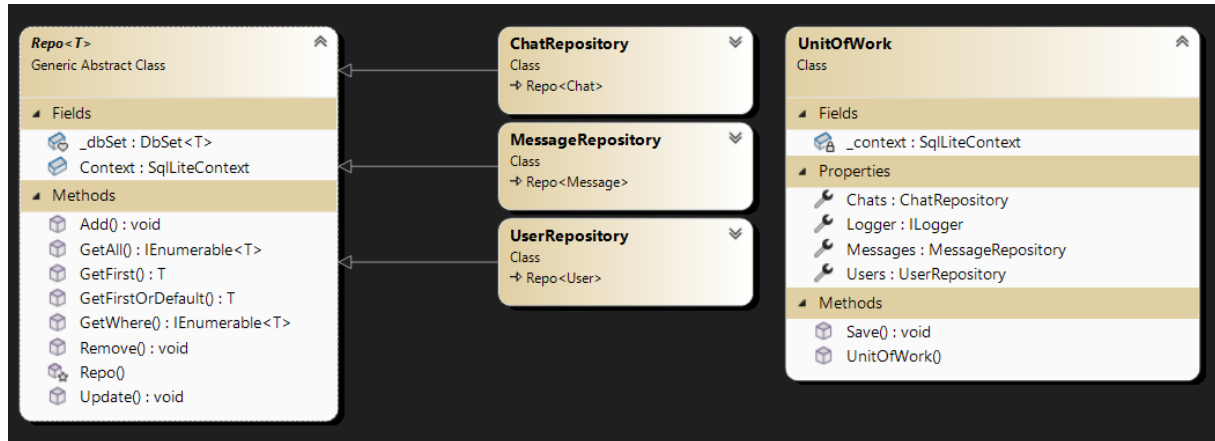 Repo<T>
Generic Abstract Class
Fields
_dbSet : DbSet<T>
Context : SqlLiteContext
Methods
Add() : void
GetAll() : IEnumerable<T>
GetFirst() : T
GetFirstOrDefault() : T
GetWhere() : IEnumerable<T>
Remove() : void
Repo()
Update() : void
ChatRepository
Class
Repo<Chat>
MessageRepository
Class
Repo<Message>
UserRepository
Class
Repo<User>
UnitOfWork
Class
Fields
_context : SqlLiteContext
Properties
Chats : ChatRepository
Logger : ILogger
Messages : MessageRepository
Users : UserRepository
Methods
Save() : void
UnitOfWork()